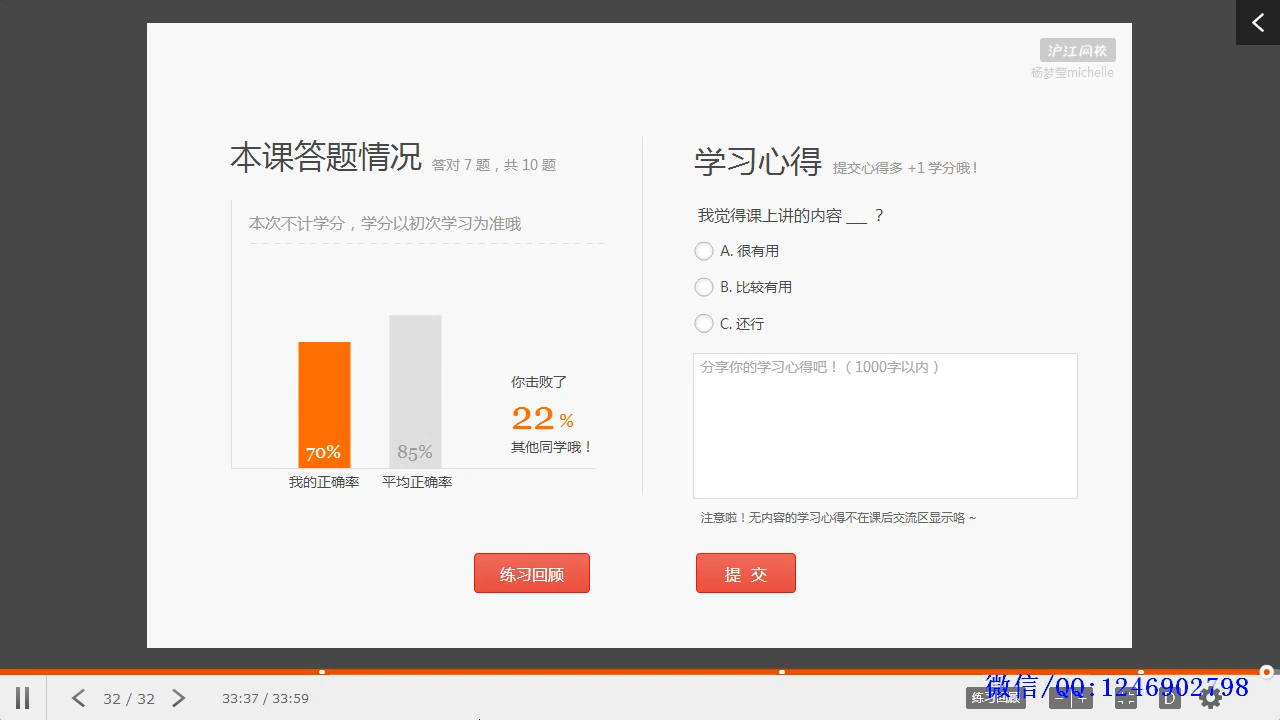 沪江网校
杨梦莹michelle
本课答题情况 答对 7 题，共 10 题
本次不计学分，学分以初次学习为准哦
70%
85%
我的正确率
平均正确率
你击败了
22 %
其他同学哦！
练习回顾
学习心得 提交心得多 +1 学分哦！
我觉得课上讲的内容 ___ ？
A. 很有用
B. 比较有用
C. 还行
分享你的学习心得吧！（1000字以内）
注意啦！无内容的学习心得不在课后交流区显示咯 ~
提 交
32 / 32
33:37 / 33:59
练习回顾
D
微信/QQ:1246902798